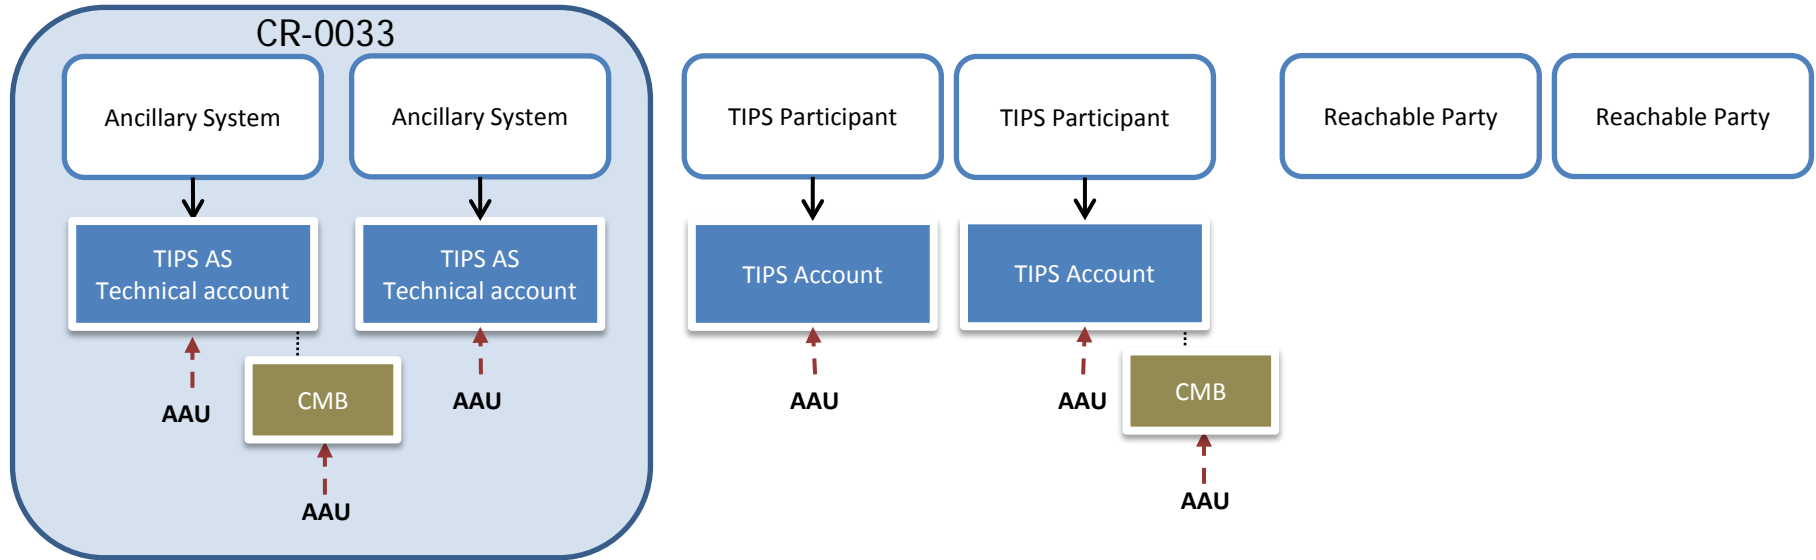 CR-0033
Ancillary System
Ancillary System
TIPS Participant
TIPS Participant
Reachable Party
Reachable Party
TIPS AS
Technical account
TIPS AS
Technical account
TIPS Account
TIPS Account
AAU
CMB
AAU
AAU
AAU
CMB
AAU
AAU